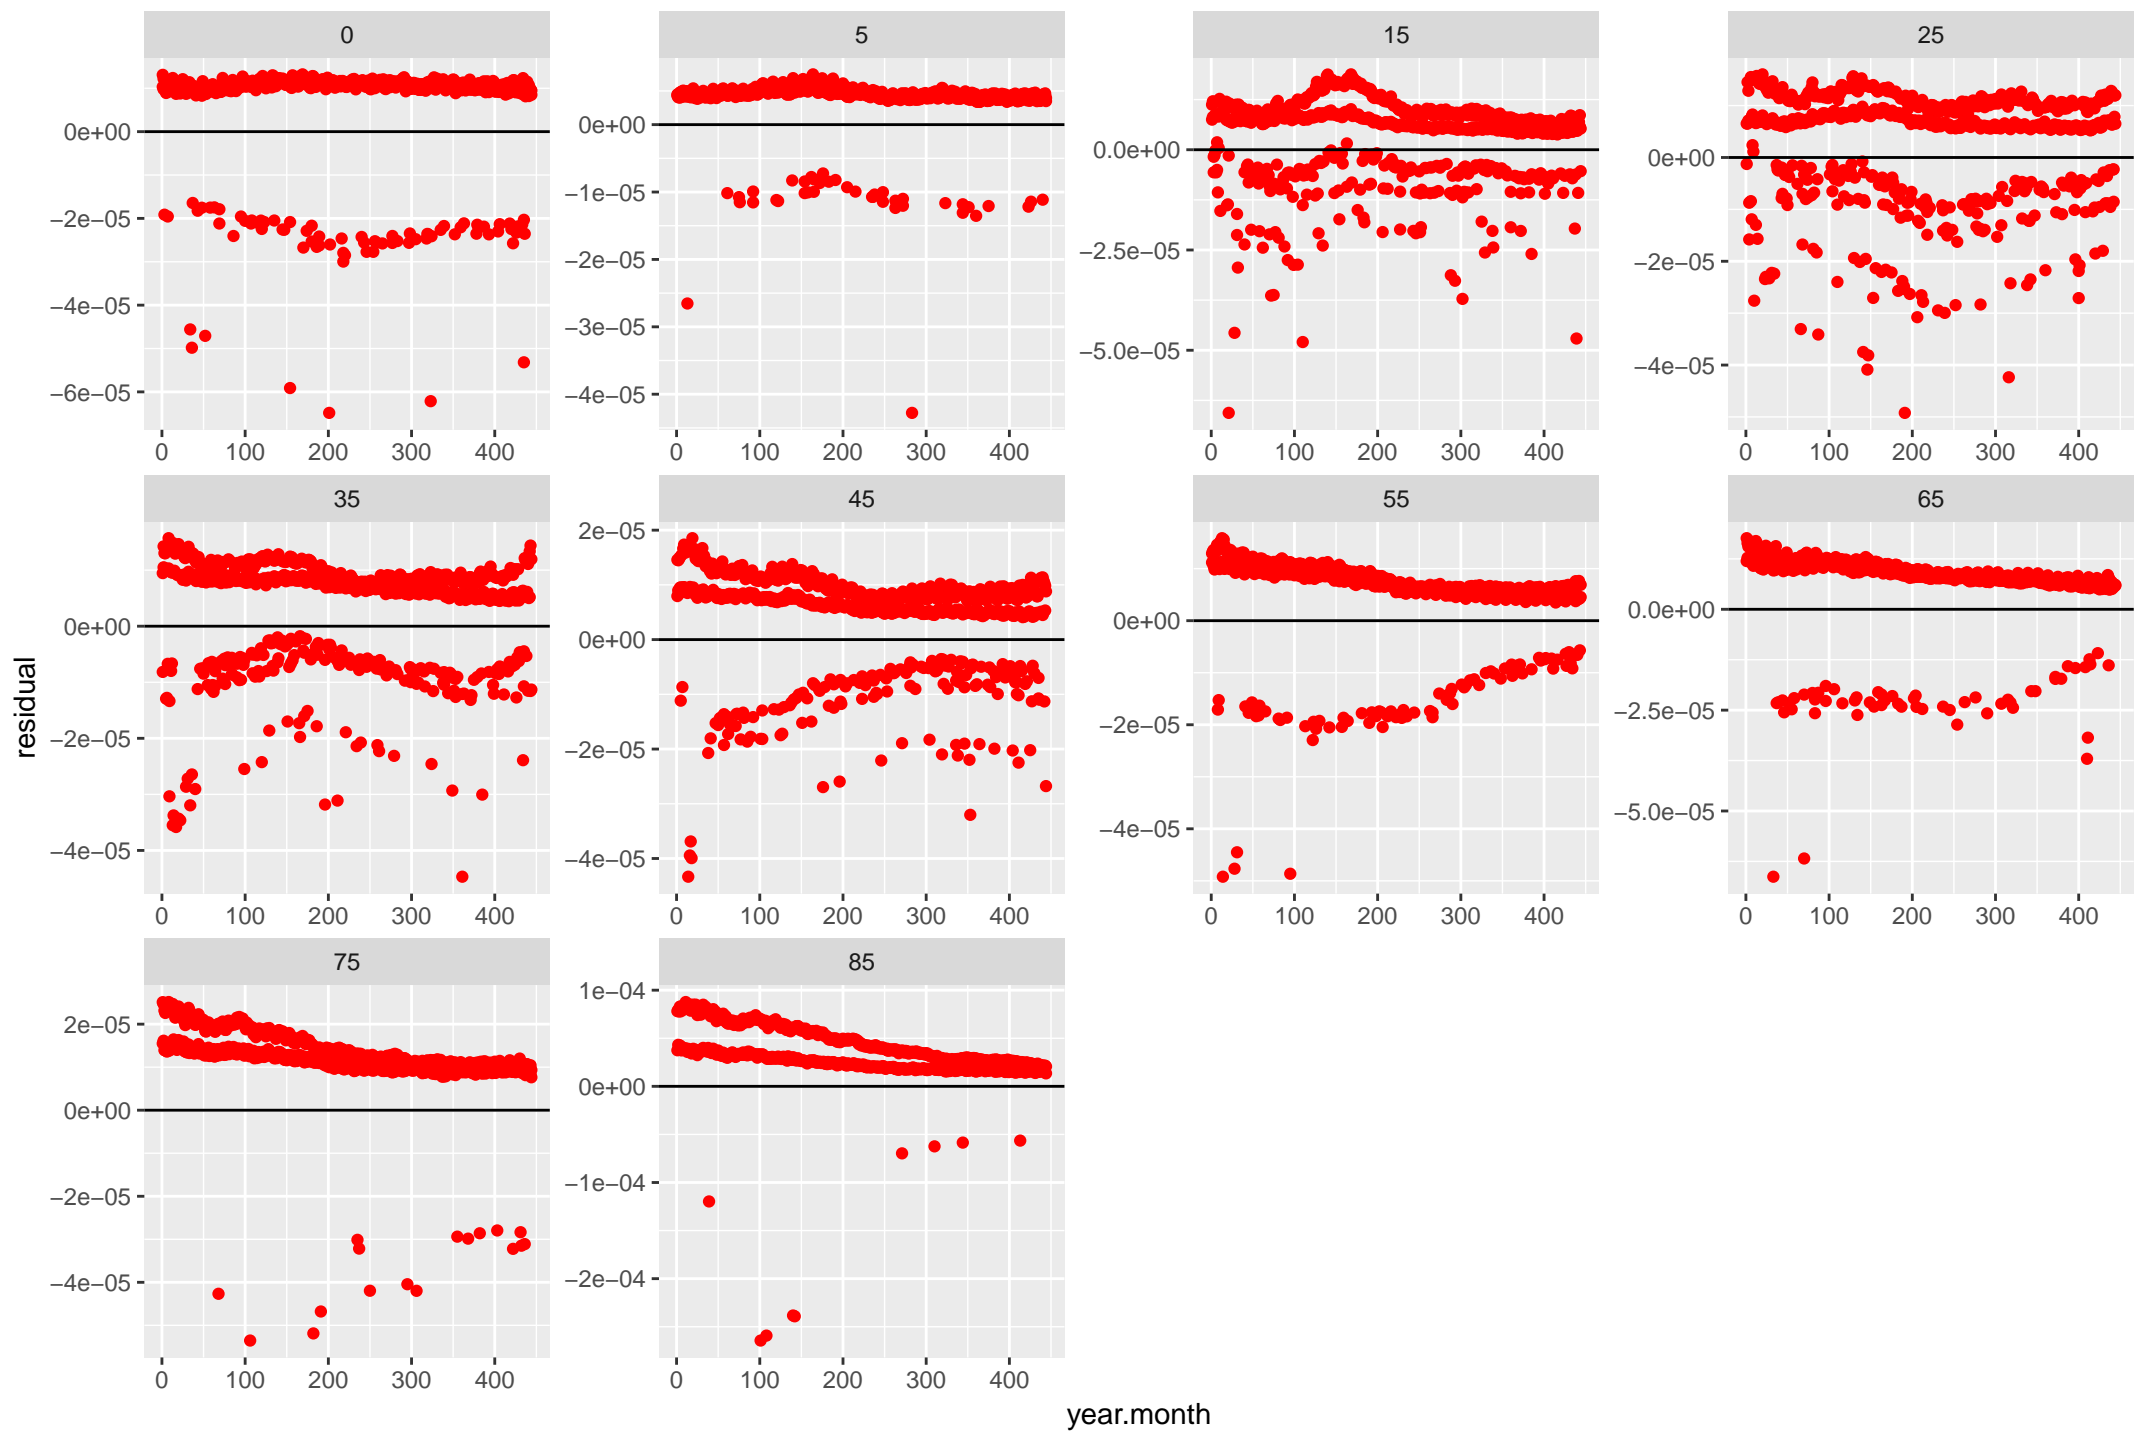 0 5 15 25
0e+00 −2e−05 −4e−05 −6e−05
0 100 200 300 400
0e+00 −1e−05 −2e−05 −3e−05 −4e−05
0 100 200 300 400
0.0e+00 −2.5e−05 −5.0e−05
0 100 200 300 400
0e+00 −2e−05 −4e−05
0 100 200 300 400
35 45 55 65
0e+00 −2e−05 −4e−05
0 100 200 300 400
2e−05 0e+00 −2e−05 −4e−05
0 100 200 300 400
0e+00 −2e−05 −4e−05
0 100 200 300 400
0.0e+00 −2.5e−05 −5.0e−05
0 100 200 300 400
residual
75 85
2e−05 0e+00 −2e−05 −4e−05
0 100 200 300 400
1e−04 0e+00 −1e−04 −2e−04
0 100 200 300 400
year.month